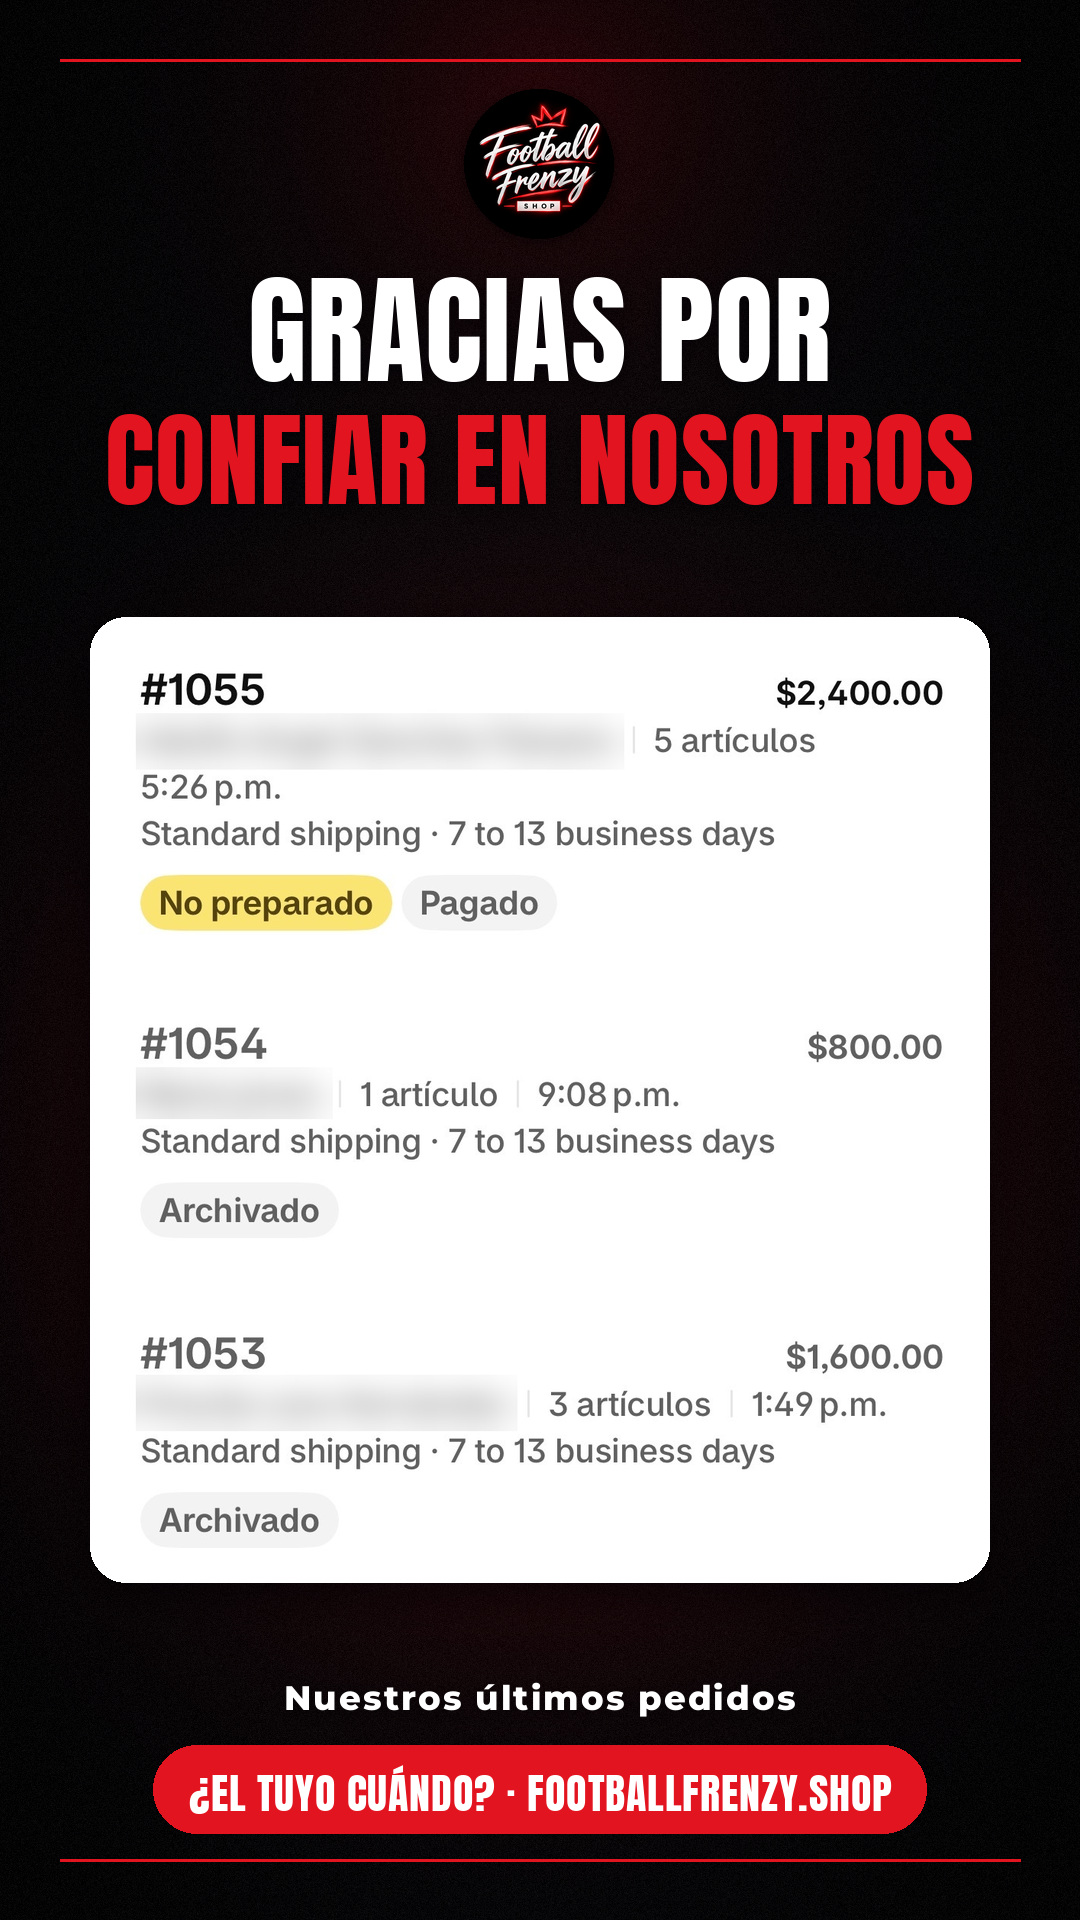 Football
Frenzy
SHOP
GRACIAS POR
CONFIAR EN NOSOTROS
#1055 $2,400.00
5 artículos
5:26 p.m.
Standard shipping · 7 to 13 business days
No preparado Pagado
#1054 $800.00
1 artículo 9:08 p.m.
Standard shipping · 7 to 13 business days
Archivado
#1053 $1,600.00
3 artículos 1:49 p.m.
Standard shipping · 7 to 13 business days
Archivado
Nuestros últimos pedidos
¿EL TUYO CUÁNDO? · FOOTBALLFRENZY.SHOP